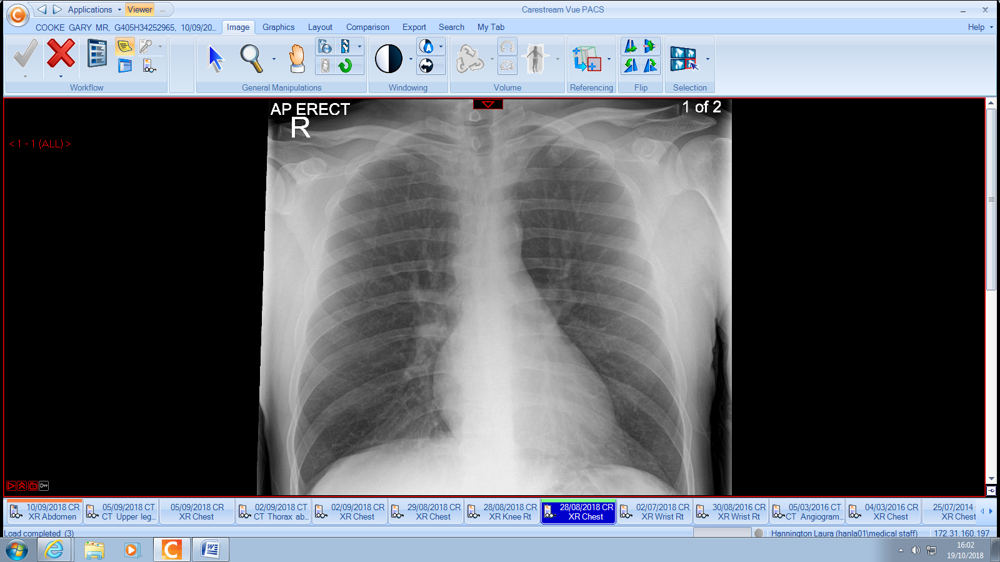 Applications Viewer
Carestream Vue PACS
COOKE GARY MR, G405H34252965, 10/09/20...
Image Graphics Layout Comparison Export Search My Tab
Help
Workflow General Manipulations Windowing Volume Referencing Flip Selection
AP ERECT
R
1 of 2
< 1 - 1 (ALL) >
10/09/2018 CR
XR Abdomen
05/09/2018 CT
CT Upper leg...
05/09/2018 CR
XR Chest
02/09/2018 CT
CT Thorax ab...
02/09/2018 CR
XR Chest
29/08/2018 CR
XR Chest
28/08/2018 CR
XR Knee Rt
28/08/2018 CR
XR Chest
02/07/2018 CR
XR Wrist Rt
30/08/2016 CR
XR Wrist Rt
05/03/2016 CT
CT Angiogram...
04/03/2016 CR
XR Chest
25/07/2014
XR Chest
Load completed (3)
Hannington Laura (hanla01\medical staff) 172.31.160.197
16:02
19/10/2018